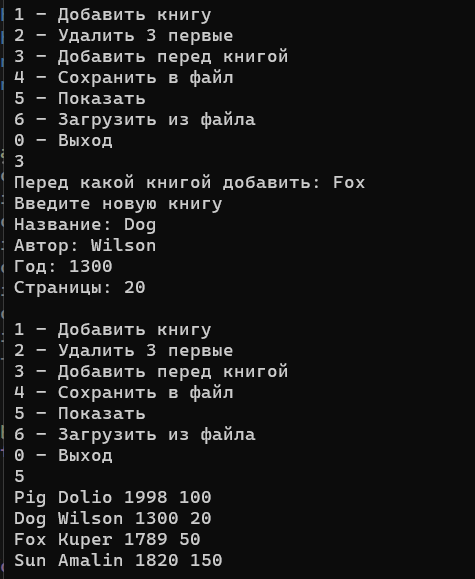 1 – Добавить книгу
2 – Удалить 3 первые
3 – Добавить перед книгой
4 – Сохранить в файл
5 – Показать
6 – Загрузить из файла
0 – Выход
3
Перед какой книгой добавить: Fox
Введите новую книгу
Название: Dog
Автор: Wilson
Год: 1300
Страницы: 20

1 – Добавить книгу
2 – Удалить 3 первые
3 – Добавить перед книгой
4 – Сохранить в файл
5 – Показать
6 – Загрузить из файла
0 – Выход
5
Pig Dolio 1998 100
Dog Wilson 1300 20
Fox Kuper 1789 50
Sun Amalin 1820 150